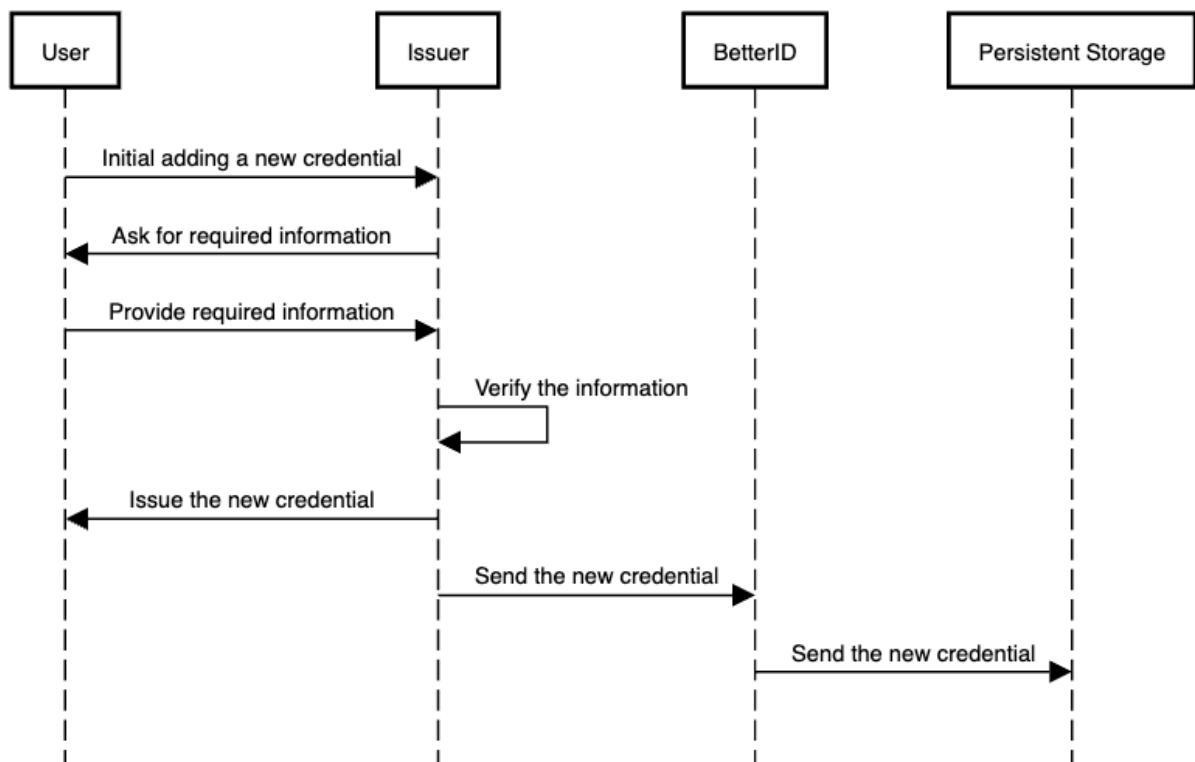 User
Issuer
BetterID
Persistent Storage
Initial adding a new credential
Ask for required information
Provide required information
Verify the information
Issue the new credential
Send the new credential
Send the new credential